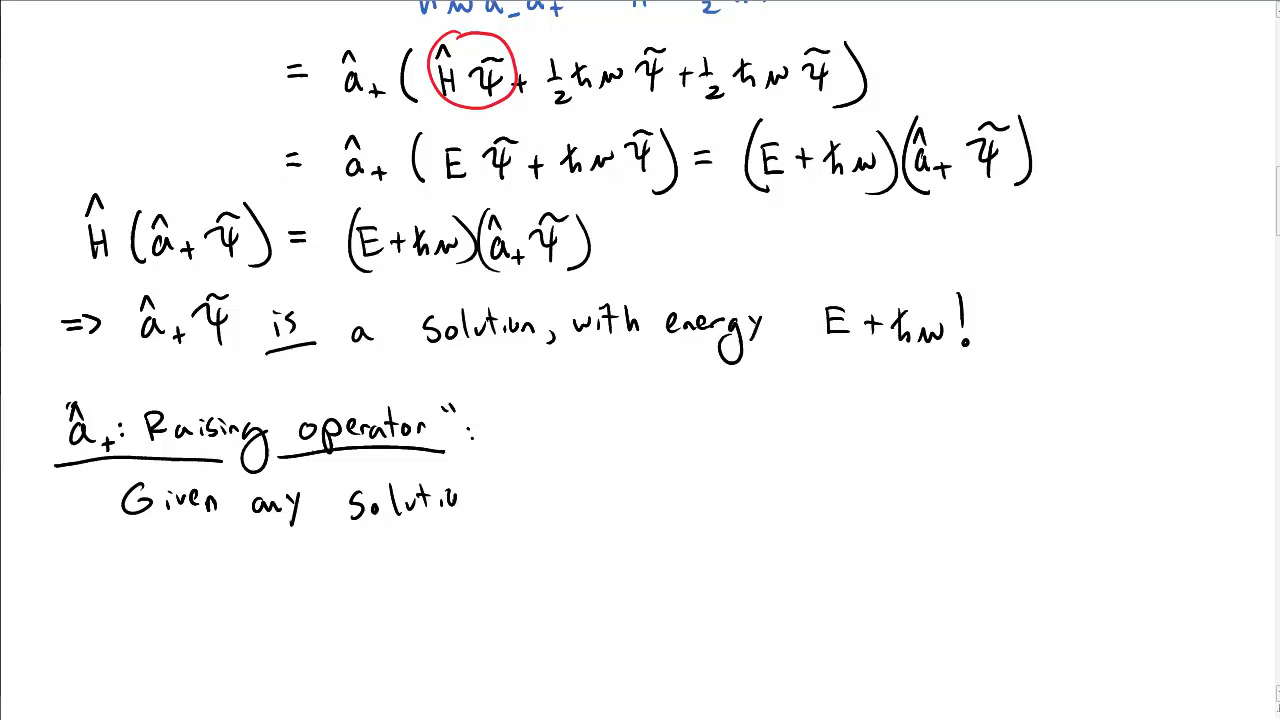 = â₊ ( Ĥ ψ̃ + ½ ħω ψ̃ + ½ ħω ψ̃ )
= â₊ ( E ψ̃ + ħω ψ̃ ) = (E + ħω)(â₊ ψ̃)
Ĥ (â₊ ψ̃) = (E + ħω)(â₊ ψ̃)
=> â₊ ψ̃ is a solution, with energy E + ħω!
"â₊: Raising operator":
Given any solutio